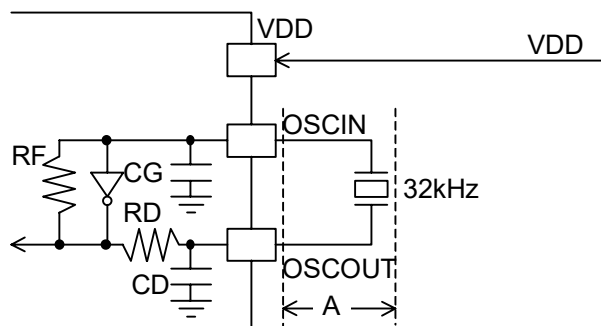 VDD
VDD
OSCIN
RF
CG
32kHz
RD
CD
OSCOUT
A